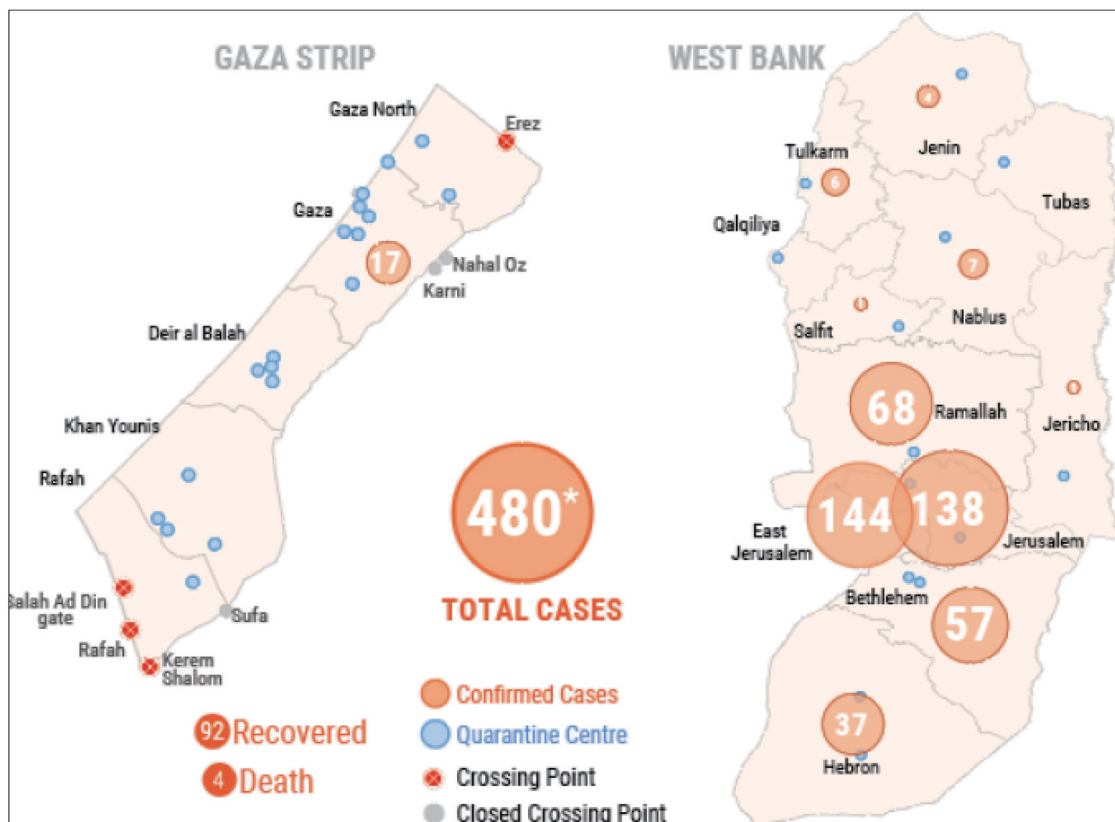 GAZA STRIP
WEST BANK
Gaza North
Erez
Gaza
17
Nahal Oz
Karni
Deir al Balah
Khan Younis
Rafah
Salah Ad Din
gate
Rafah
Kerem
Shalom
Sufa
480*
TOTAL CASES
92 Recovered
4 Death
Confirmed Cases
Quarantine Centre
Crossing Point
Closed Crossing Point
4
Jenin
Tulkarm
6
Tubas
Qalqiliya
7
Nablus
Salfit
68
Ramallah
Jericho
144
138
East
Jerusalem
Jerusalem
Bethlehem
57
37
Hebron